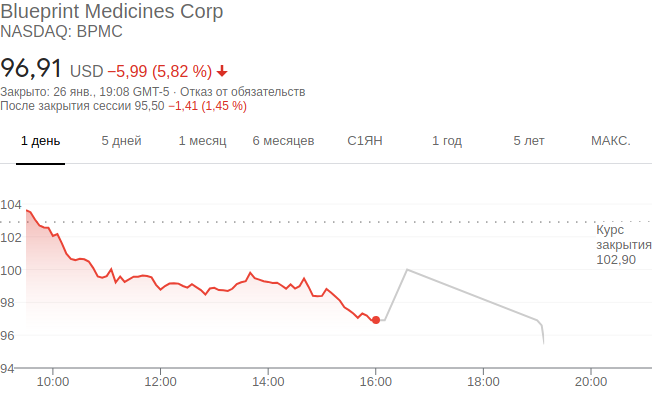 Blueprint Medicines Corp
NASDAQ: BPMC
96,91 USD −5,99 (5,82 %)
Закрыто: 26 янв., 19:08 GMT-5 · Отказ от обязательств
После закрытия сессии 95,50 −1,41 (1,45 %)
1 день 5 дней 1 месяц 6 месяцев С1ЯН 1 год 5 лет МАКС.
104
Курс
102
закрытия
102,90
100
98
96
94
10:00 12:00 14:00 16:00 18:00 20:00